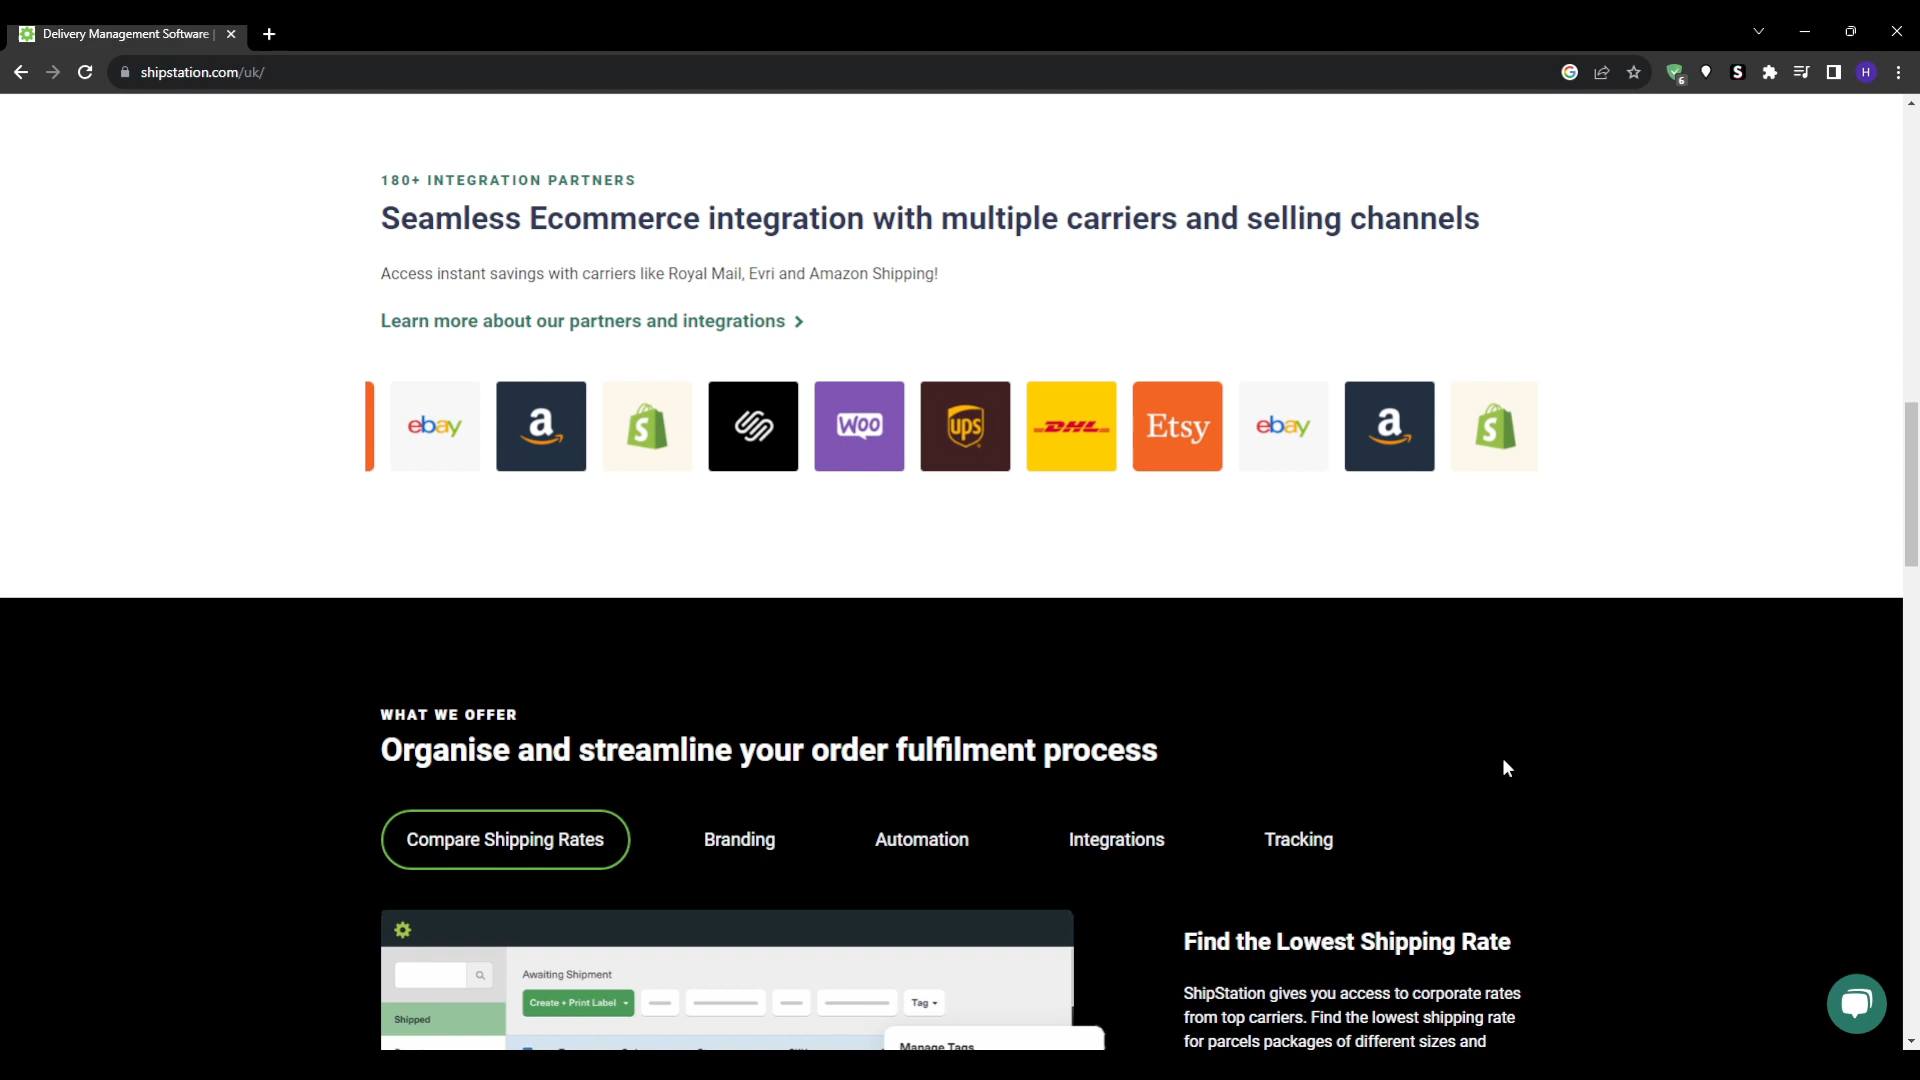 Delivery Management Software |
shipstation.com/uk/
6
S
H
180+ INTEGRATION PARTNERS
Seamless Ecommerce integration with multiple carriers and selling channels
Access instant savings with carriers like Royal Mail, Evri and Amazon Shipping!
Learn more about our partners and integrations
ebay a S WOO ups DHL Etsy ebay a S
WHAT WE OFFER
Organise and streamline your order fulfilment process
Compare Shipping Rates Branding Automation Integrations Tracking
Awaiting Shipment
Create + Print Label Tag
Shipped
Manage Tags
Find the Lowest Shipping Rate
ShipStation gives you access to corporate rates
from top carriers. Find the lowest shipping rate
for parcels packages of different sizes and